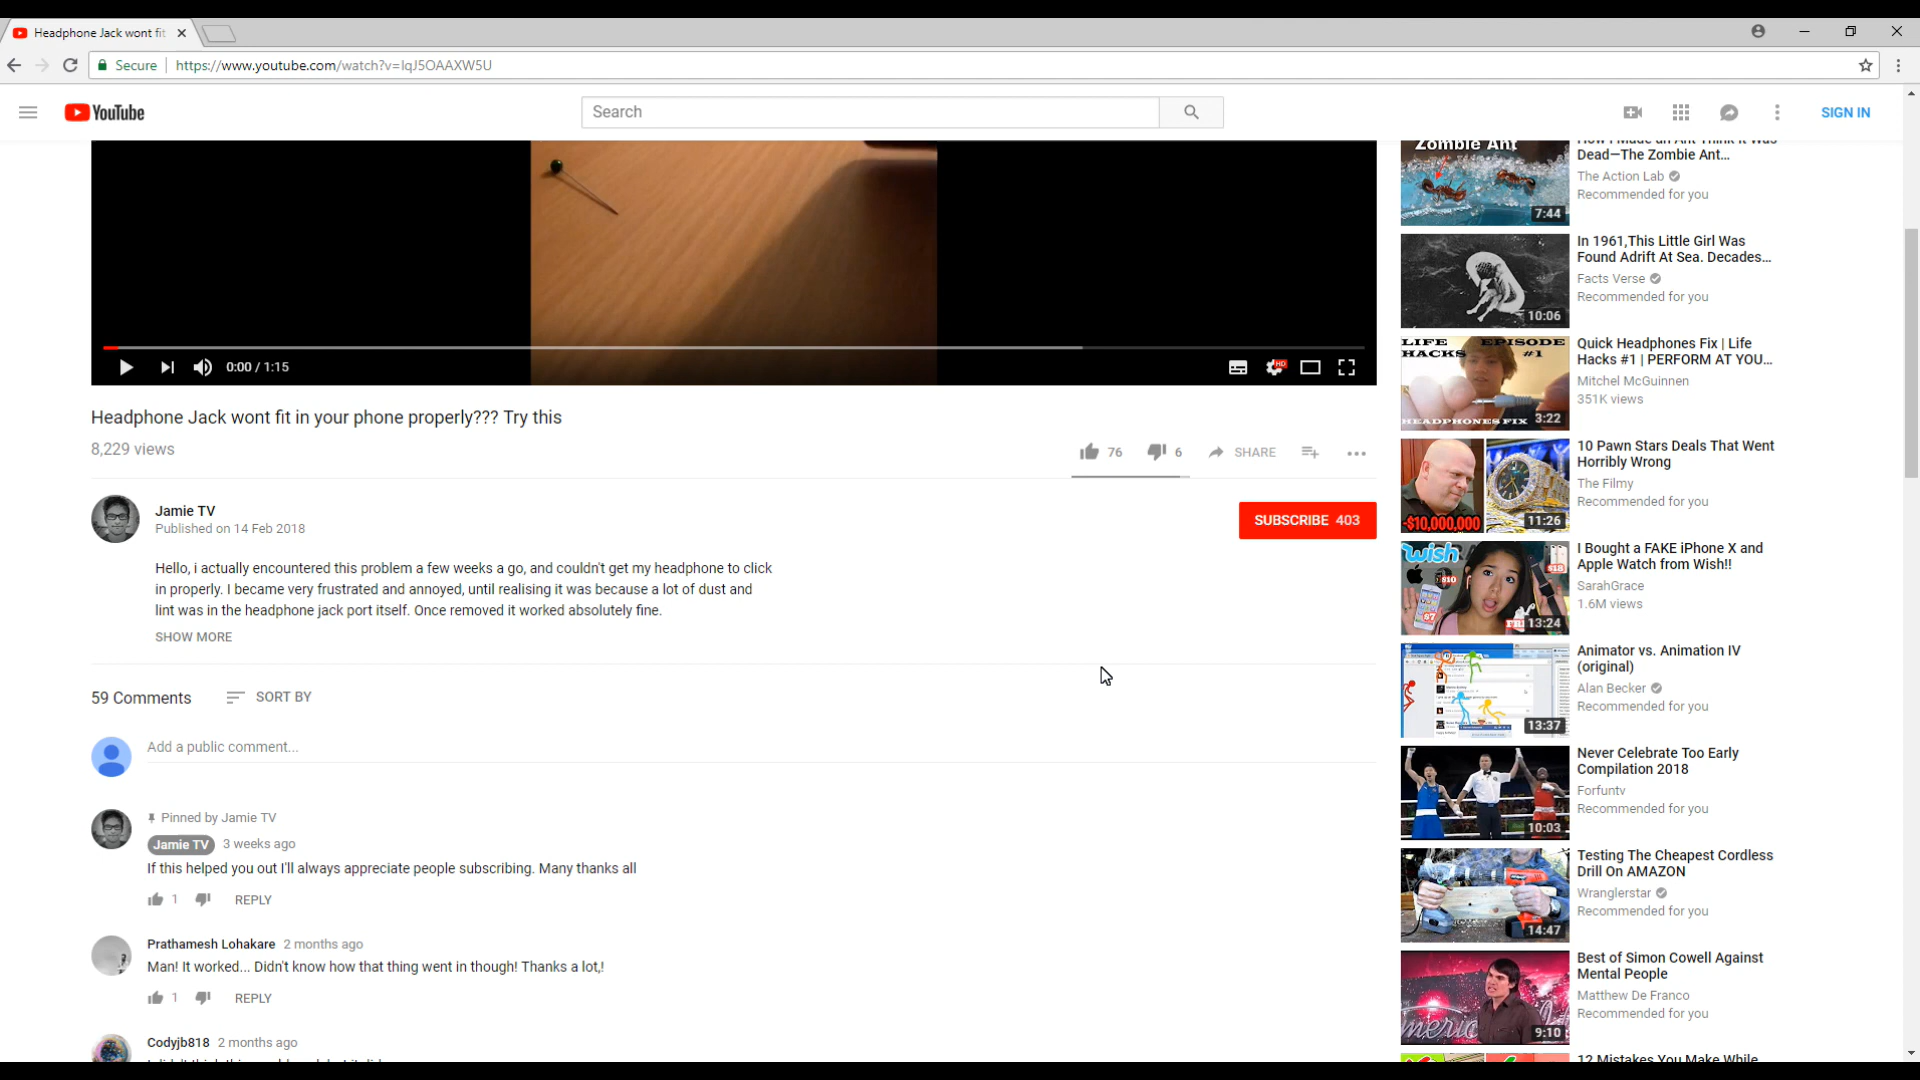 Headphone Jack wont fit
Secure
https://www.youtube.com/watch?v=IqJ5OAAXW5U
YouTube
Search
SIGN IN
0:00 / 1:15
HD
Headphone Jack wont fit in your phone properly??? Try this
8,229 views
76
6
SHARE
Jamie TV
Published on 14 Feb 2018
SUBSCRIBE 403
Hello, i actually encountered this problem a few weeks a go, and couldn't get my headphone to click
in properly. I became very frustrated and annoyed, until realising it was because a lot of dust and
lint was in the headphone jack port itself. Once removed it worked absolutely fine.
SHOW MORE
59 Comments
SORT BY
Add a public comment...
Pinned by Jamie TV
Jamie TV 3 weeks ago
If this helped you out I'll always appreciate people subscribing. Many thanks all
1
REPLY
Prathamesh Lohakare 2 months ago
Man! It worked... Didn't know how that thing went in though! Thanks a lot,!
1
REPLY
Codyjb818 2 months ago
Zombie Ant
7:44
How I Made an Ant Think It Was
Dead—The Zombie Ant...
The Action Lab
Recommended for you
10:06
In 1961,This Little Girl Was
Found Adrift At Sea. Decades...
Facts Verse
Recommended for you
LIFE HACKS
EPISODE #1
HEADPHONES FIX
3:22
Quick Headphones Fix | Life
Hacks #1 | PERFORM AT YOU...
Mitchel McGuinnen
351K views
-$10,000,000
11:26
10 Pawn Stars Deals That Went
Horribly Wrong
The Filmy
Recommended for you
wish
$10
$18
$7
13:24
I Bought a FAKE iPhone X and
Apple Watch from Wish!!
SarahGrace
1.6M views
13:37
Animator vs. Animation IV
(original)
Alan Becker
Recommended for you
10:03
Never Celebrate Too Early
Compilation 2018
Forfuntv
Recommended for you
14:47
Testing The Cheapest Cordless
Drill On AMAZON
Wranglerstar
Recommended for you
9:10
Best of Simon Cowell Against
Mental People
Matthew De Franco
Recommended for you
12 Mistakes You Make While